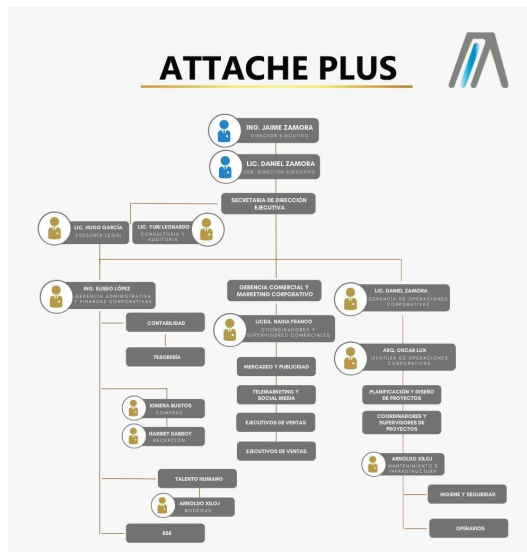 ATTACHE PLUS
ING. JAIME ZAMORA
DIRECTOR EJECUTIVO
LIC. DANIEL ZAMORA
SUB. DIRECTOR EJECUTIVO
SECRETARIA DE DIRECCIÓN
EJECUTIVA
LIC. HUGO GARCÍA
ASESORIA LEGAL
LIC. YURI LEONARDO
CONSULTORIA Y
AUDITORIA
ING. ELISEO LÓPEZ
GERENCIA ADMINISTRATIVA
Y FINANZAS CORPORATIVAS
CONTABILIDAD
TESORERÍA
XIMENA BUSTOS
COMPRAS
HARRIET DABROY
RECEPCIÓN
TALENTO HUMANO
ARNOLDO XILOJ
BODEGAS
RSE
GERENCIA COMERCIAL Y
MARKETING CORPORATIVO
LICDA. NADIA FRANCO
COORDINADORES Y
SUPERVISORES COMERCIALES
MERCADEO Y PUBLICIDAD
TELEMARKETING Y
SOCIAL MEDIA
EJECUTIVOS DE VENTAS
EJECUTIVOS DE VENTAS
LIC. DANIEL ZAMORA
GERENCIA DE OPERACIONES
CORPORATIVAS
ARQ. OSCAR LUX
JEFATURA DE OPERACIONES
CORPORATIVAS
PLANIFICACIÓN Y DISEÑO
DE PROYECTOS
COORDINADORES Y
SUPERVISORES DE
PROYECTOS
ARNOLDO XILOJ
MANTENIMIENTO E
INFRAESTRUCTURA
HIGIENE Y SEGURIDAD
OPERARIOS